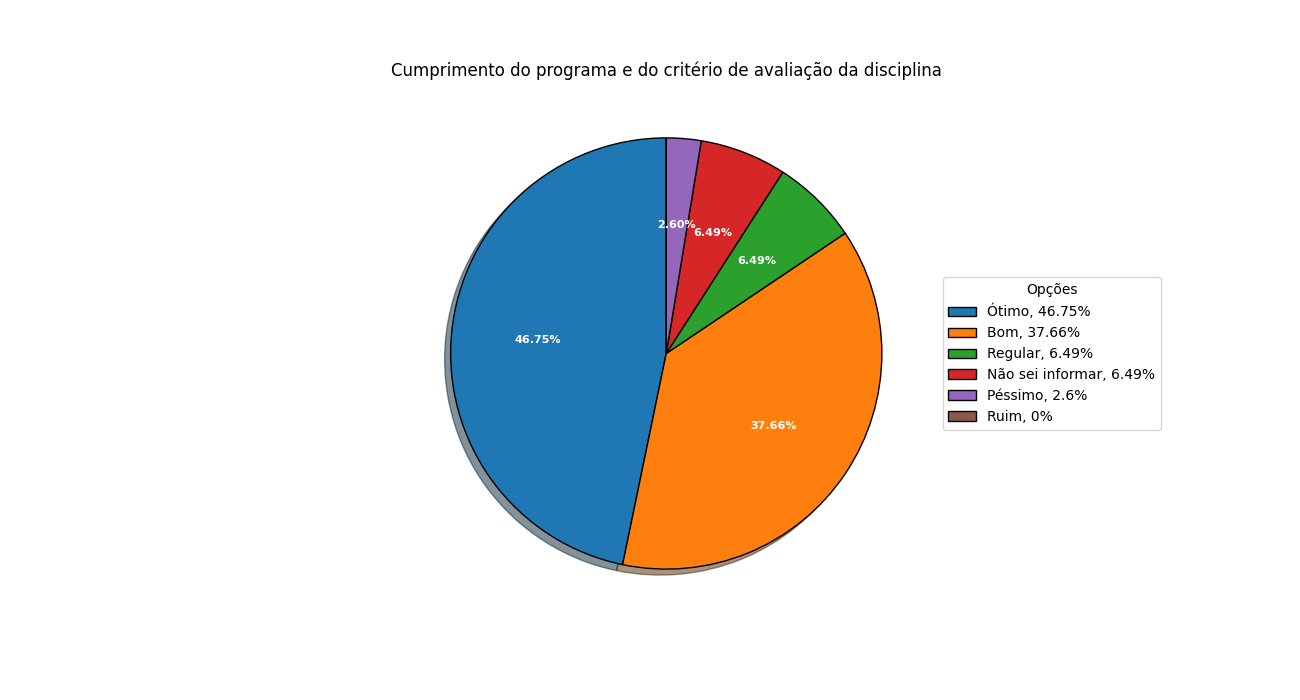 Cumprimento do programa e do critério de avaliação da disciplina
2.60%
6.49%
6.49%
46.75%
37.66%
Opções
Ótimo, 46.75%
Bom, 37.66%
Regular, 6.49%
Não sei informar, 6.49%
Péssimo, 2.6%
Ruim, 0%